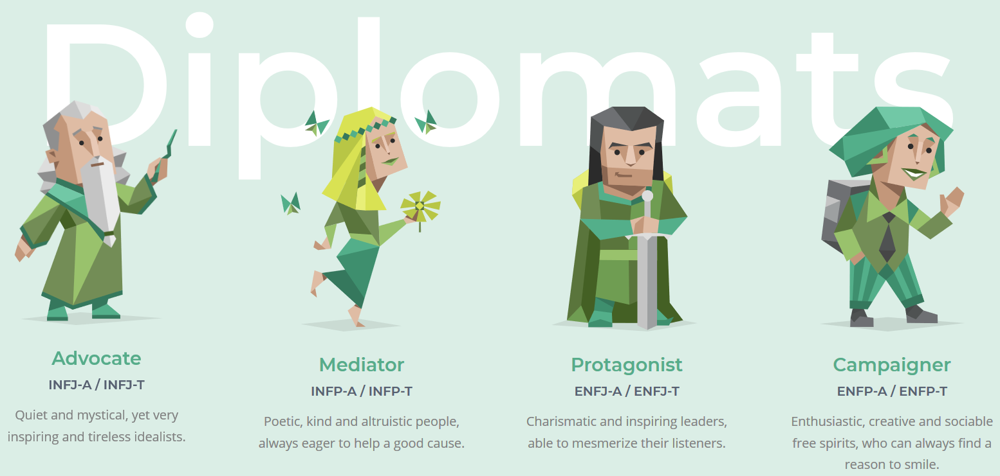 Diplomats
Advocate
INFJ-A / INFJ-T
Quiet and mystical, yet very
inspiring and tireless idealists.
Mediator
INFP-A / INFP-T
Poetic, kind and altruistic people,
always eager to help a good cause.
Protagonist
ENFJ-A / ENFJ-T
Charismatic and inspiring leaders,
able to mesmerize their listeners.
Campaigner
ENFP-A / ENFP-T
Enthusiastic, creative and sociable
free spirits, who can always find a
reason to smile.